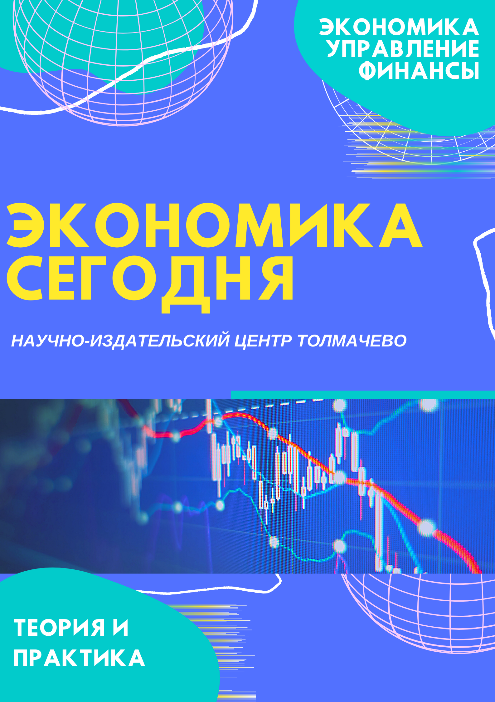 ЭКОНОМИКА
УПРАВЛЕНИЕ
ФИНАНСЫ
ЭКОНОМИКА
СЕГОДНЯ
НАУЧНО-ИЗДАТЕЛЬСКИЙ ЦЕНТР ТОЛМАЧЕВО
ТЕОРИЯ И
ПРАКТИКА